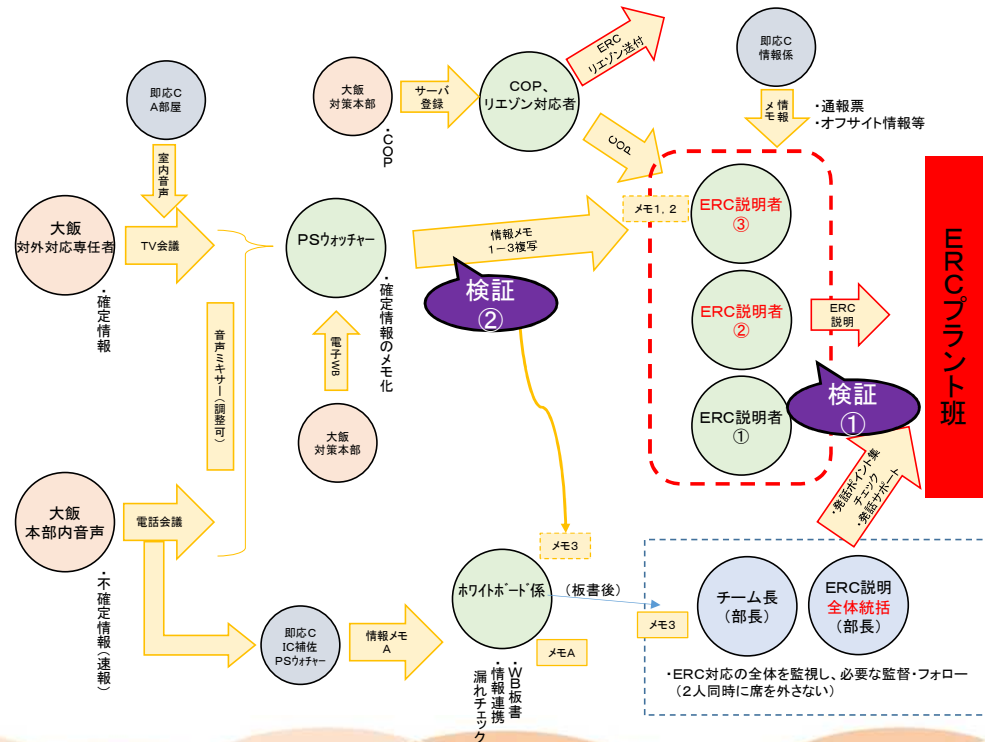 即応C
A部屋
室内音声
大飯
対策本部
・COP
サーバ
登録
COP、
リエゾン対応者
ERC
リエゾン送付
COP
即応C
情報係
情報
メモ
・通報票
・オフサイト情報等
大飯
対外対応専任者
・確定情報
TV会議
音声ミキサー(調整可)
PSウォッチャー
・確定情報のメモ化
電子WB
大飯
対策本部
情報メモ
1-3複写
検証
②
メモ1，2
ERC説明者
③
ERC説明者
②
ERC説明者
①
ERC
説明
検証
①
ERCプラント班
・発話ポイント集
チェック
・発話サポート
大飯
本部内音声
・不確定情報(速報)
電話会議
即応C
IC補佐
PSウォッチャー
情報メモ
A
ホワイトボード係
メモ3
メモA
・WB板書
・情報連携
漏れチェック
(板書後)
メモ3
チーム長
(部長)
ERC説明
全体統括
(部長)
・ERC対応の全体を監視し、必要な監督・フォロー
(2人同時に席を外さない)